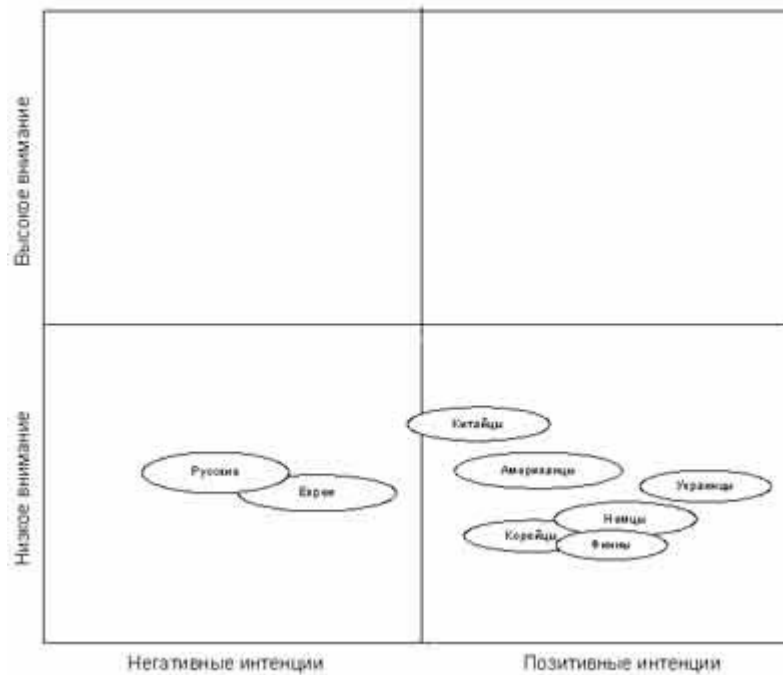 Высокое внимание
Китайцы
Русские
Американцы
Евреи
Украинцы
Немцы
Корейцы
Финны
Низкое внимание
Негативные интенции
Позитивные интенции